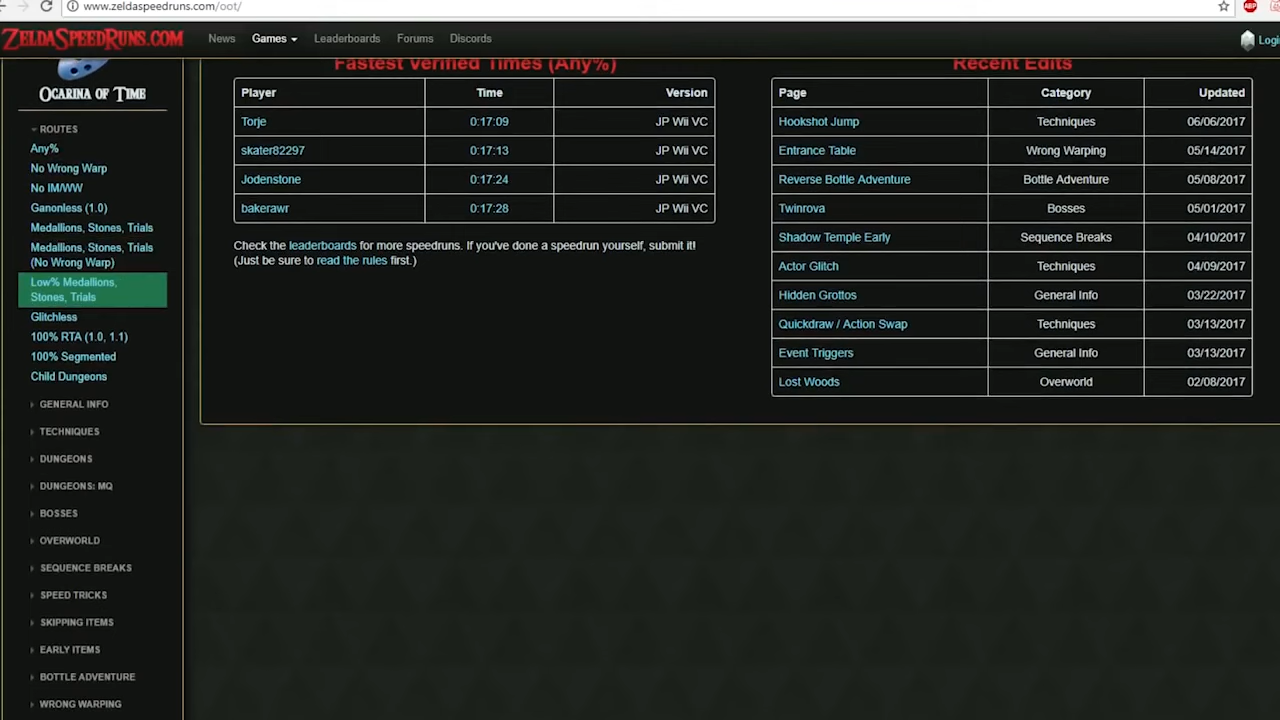 www.zeldaspeedruns.com/oot/
ABP
ZELDASPEEDRUNS.COM
News Games Leaderboards Forums Discords
OCARINA OF TIME
ROUTES
Any%
No Wrong Warp
No IM/WW
Ganonless (1.0)
Medallions, Stones, Trials
Medallions, Stones, Trials
(No Wrong Warp)
Low% Medallions,
Stones, Trials
Glitchless
100% RTA (1.0, 1.1)
100% Segmented
Child Dungeons
GENERAL INFO
TECHNIQUES
DUNGEONS
DUNGEONS: MQ
BOSSES
OVERWORLD
SEQUENCE BREAKS
SPEED TRICKS
SKIPPING ITEMS
EARLY ITEMS
BOTTLE ADVENTURE
WRONG WARPING
Fastest Verified Times (Any%)
Player Time Version
Torje 0:17:09 JP Wii VC
skater82297 0:17:13 JP Wii VC
Jodenstone 0:17:24 JP Wii VC
bakerawr 0:17:28 JP Wii VC
Check the leaderboards for more speedruns. If you've done a speedrun yourself, submit it!
(Just be sure to read the rules first.)
Recent Edits
Page Category Updated
Hookshot Jump Techniques 06/06/2017
Entrance Table Wrong Warping 05/14/2017
Reverse Bottle Adventure Bottle Adventure 05/08/2017
Twinrova Bosses 05/01/2017
Shadow Temple Early Sequence Breaks 04/10/2017
Actor Glitch Techniques 04/09/2017
Hidden Grottos General Info 03/22/2017
Quickdraw / Action Swap Techniques 03/13/2017
Event Triggers General Info 03/13/2017
Lost Woods Overworld 02/08/2017